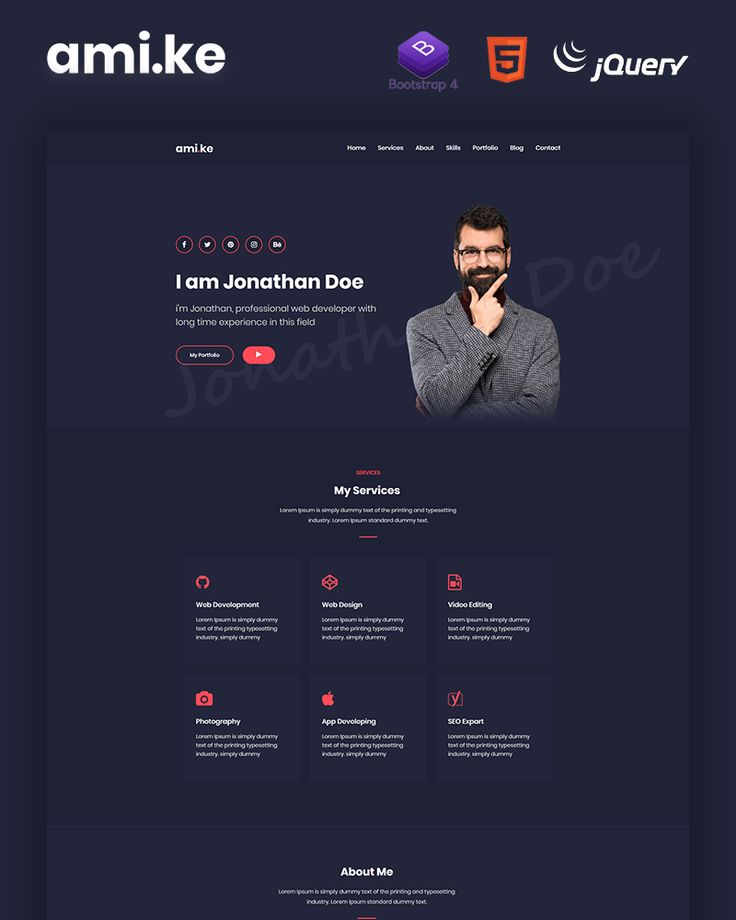 ami.ke
Bootstrap 4
jQuery
ami.ke
Home Services About Skills Portfolio Blog Contact
Jonathan Doe
I am Jonathan Doe
i'm Jonathan, professional web developer with
long time experience in this field
My Portfolio
SERVICES
My Services
Lorem Ipsum is simply dummy text of the printing and typesetting
industry. Lorem Ipsum standard dummy text.
Web Development
Lorem Ipsum is simply dummy
text of the printing typesetting
industry, simply dummy
Web Design
Lorem Ipsum is simply dummy
text of the printing typesetting
industry, simply dummy
Video Editing
Lorem Ipsum is simply dummy
text of the printing typesetting
industry, simply dummy
Photography
Lorem Ipsum is simply dummy
text of the printing typesetting
industry, simply dummy
App Developing
Lorem Ipsum is simply dummy
text of the printing typesetting
industry, simply dummy
SEO Expart
Lorem Ipsum is simply dummy
text of the printing typesetting
industry, simply dummy
About Me
Lorem Ipsum is simply dummy text of the printing and typesetting
industry. Lorem Ipsum standard dummy text.